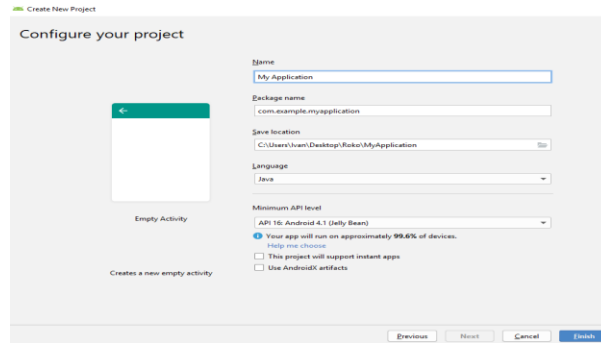 Create New Project
Configure your project
Name
My Application
Package name
com.example.myapplication
Save location
C:\Users\Ivan\Desktop\Roko\MyApplication
Language
Java
Minimum API level
API 16: Android 4.1 (Jelly Bean)
Your app will run on approximately 99.6% of devices.
Help me choose
This project will support instant apps
Use AndroidX artifacts
Empty Activity
Creates a new empty activity
Previous Next Cancel Finish